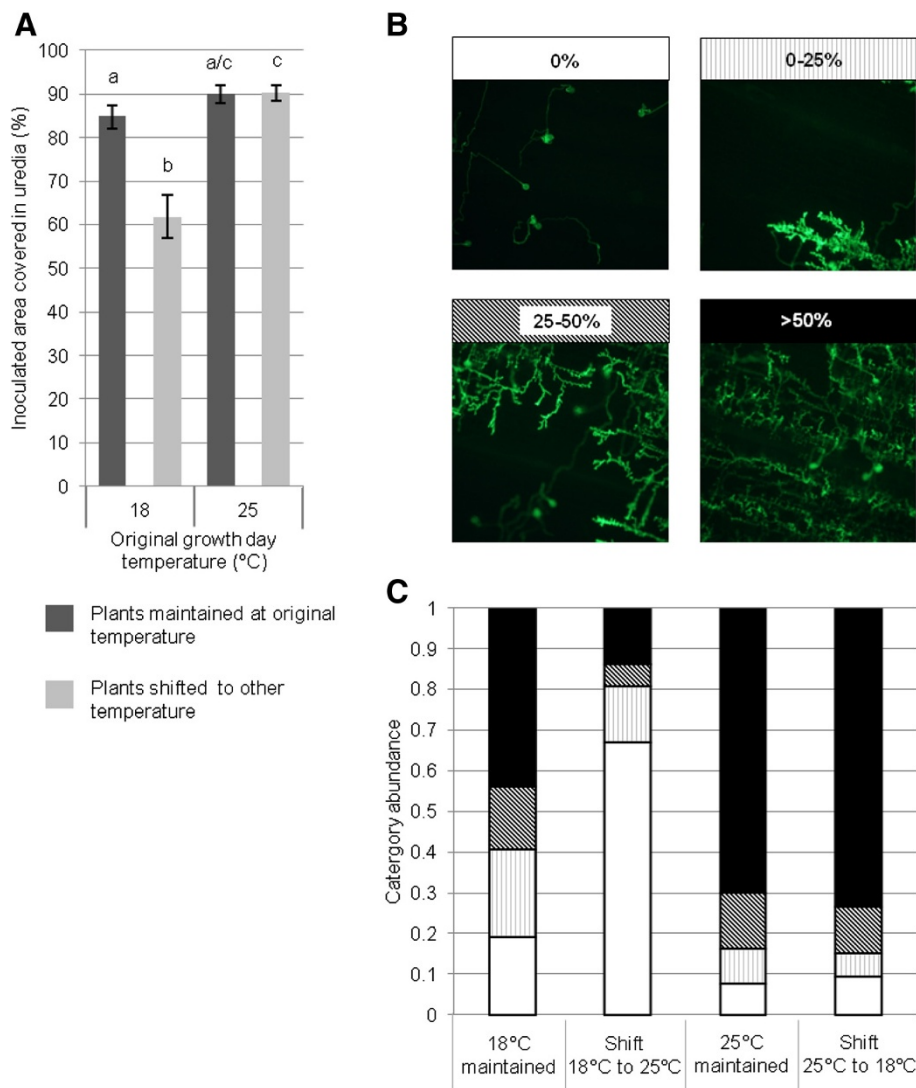 A
100
90
80
70
60
50
40
30
20
10
0
Inoculated area covered in uredia (%)
a
b
a/c
c
18
25
Original growth day
temperature (°C)
Plants maintained at original
temperature
Plants shifted to other
temperature
B
0%
0-25%
25-50%
>50%
C
1
0.9
0.8
0.7
0.6
0.5
0.4
0.3
0.2
0.1
0
Catergory abundance
18°C
maintained
Shift
18°C to 25°C
25°C
maintained
Shift
25°C to 18°C